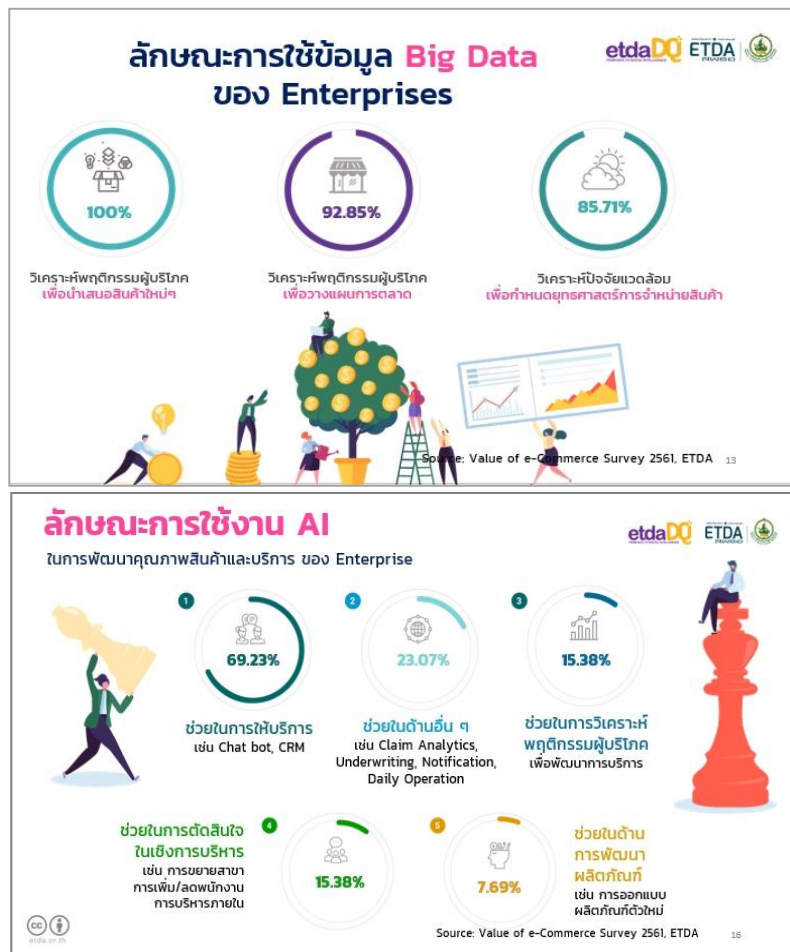 ลักษณะการใช้ข้อมูล Big Data
ของ Enterprises
etdaDQ ETDA
100%
92.85%
85.71%
วิเคราะห์พฤติกรรมผู้บริโภค
เพื่อนำเสนอสินค้าใหม่ๆ
วิเคราะห์พฤติกรรมผู้บริโภค
เพื่อวางแผนการตลาด
วิเคราะห์ปัจจัยแวดล้อม
เพื่อกำหนดยุทธศาสตร์การจำหน่ายสินค้า
Source: Value of e-Commerce Survey 2561, ETDA 13
ลักษณะการใช้งาน AI
ในการพัฒนาคุณภาพสินค้าและบริการ ของ Enterprise
etdaDQ ETDA
1
69.23%
ช่วยในการให้บริการ
เช่น Chat bot, CRM
2
23.07%
ช่วยในด้านอื่น ๆ
เช่น Claim Analytics,
Underwriting, Notification,
Daily Operation
3
15.38%
ช่วยในการวิเคราะห์
พฤติกรรมผู้บริโภค
เพื่อพัฒนาการบริการ
ช่วยในการตัดสินใจ
ในเชิงการบริหาร
เช่น การขยายสาขา
การเพิ่ม/ลดพนักงาน
การบริหารภายใน
4
15.38%
5
7.69%
ช่วยในด้าน
การพัฒนา
ผลิตภัณฑ์
เช่น การออกแบบ
ผลิตภัณฑ์ตัวใหม่
cc
etda.or.th
Source: Value of e-Commerce Survey 2561, ETDA 16